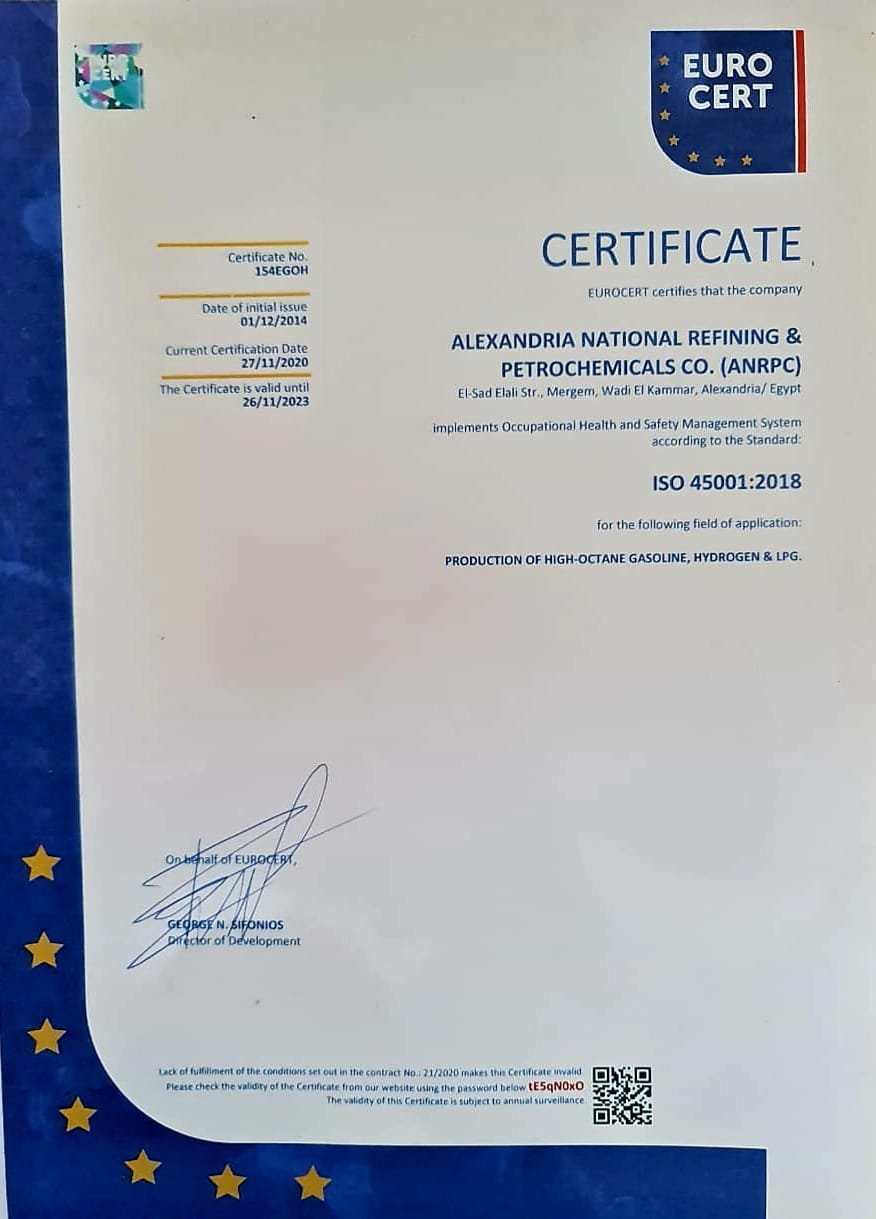 EURO
CERT
EURO
CERT
CERTIFICATE
EUROCERT certifies that the company
ALEXANDRIA NATIONAL REFINING &
PETROCHEMICALS CO. (ANRPC)
El-Sad Elali Str., Mergem, Wadi El Kammar, Alexandria/ Egypt
implements Occupational Health and Safety Management System
according to the Standard:
ISO 45001:2018
for the following field of application:
PRODUCTION OF HIGH-OCTANE GASOLINE, HYDROGEN & LPG.
Certificate No.
154EGOH
Date of initial issue
01/12/2014
Current Certification Date
27/11/2020
The Certificate is valid until
26/11/2023
On behalf of EUROCERT,
GEORGE N. SIFONIOS
Director of Development
Lack of fulfillment of the conditions set out in the contract No.: 21/2020 makes this Certificate invalid.
Please check the validity of the Certificate from our website using the password below tE5qN0xO
The validity of this Certificate is subject to annual surveillance.